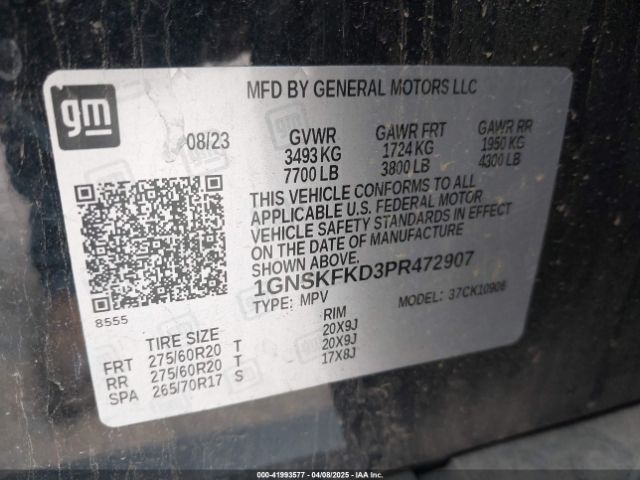 gm
MFD BY GENERAL MOTORS LLC
08/23
GVWR GAWR FRT GAWR RR
3493 KG 1724 KG 1950 KG
7700 LB 3800 LB 4300 LB
THIS VEHICLE CONFORMS TO ALL
APPLICABLE U.S. FEDERAL MOTOR
VEHICLE SAFETY STANDARDS IN EFFECT
ON THE DATE OF MANUFACTURE
SHOWN ABOVE.
1GNSKFKD3PR472907
TYPE: MPV MODEL: 37CK10906
8555
TIRE SIZE RIM
FRT 275/60R20 T 20X9J
RR 275/60R20 T 20X9J
SPA 265/70R17 S 17X8J
1-41993577 - 04/08/2025 - IAAI.COM